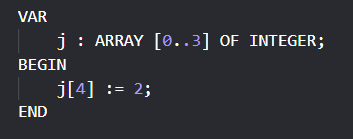 VAR
j : ARRAY [0..3] OF INTEGER;
BEGIN
j[4] := 2;
END